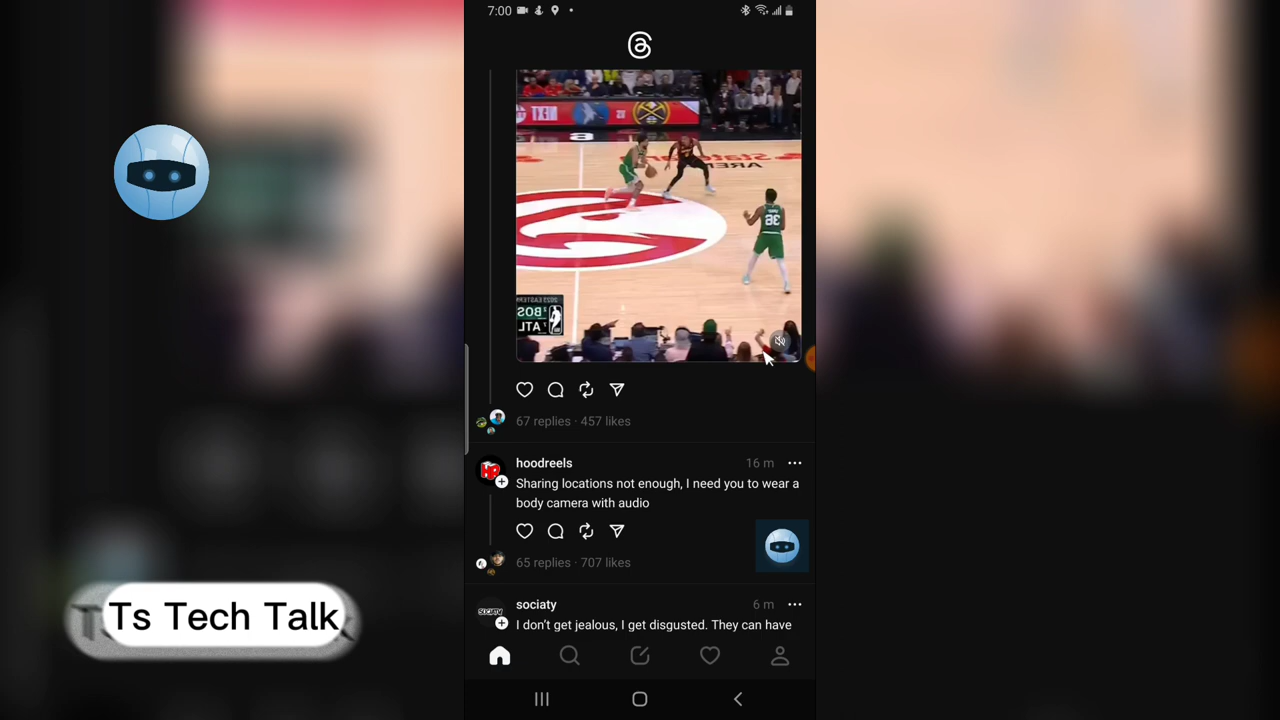 7:00
67 replies · 457 likes
hoodreels
16 m
Sharing locations not enough, I need you to wear a
body camera with audio
65 replies · 707 likes
sociaty
6 m
I don't get jealous, I get disgusted. They can have
Ts Tech Talk